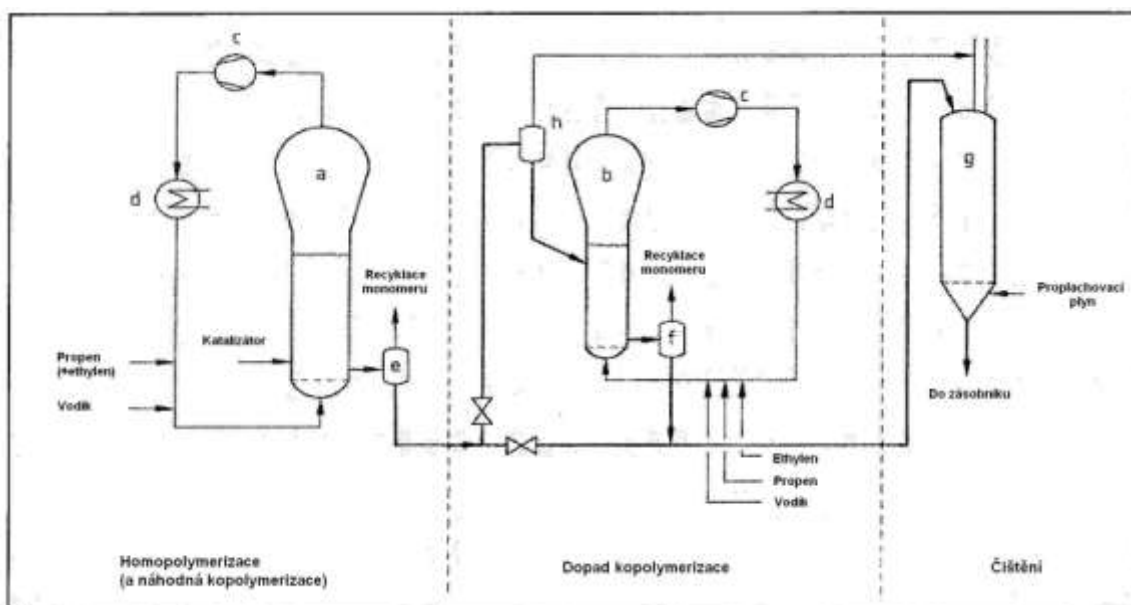 c
a
d
Recyklace
monomeru
Katalizátor
e
Propen
(+ethylen)
Vodík
Homopolymerizace
(a náhodná kopolymerizace)
h
b
c
d
Recyklace
monomeru
f
Ethylen
Propen
Vodík
Dopad kopolymerizace
g
Proplachovací
plyn
Do zásobníku
Čištění